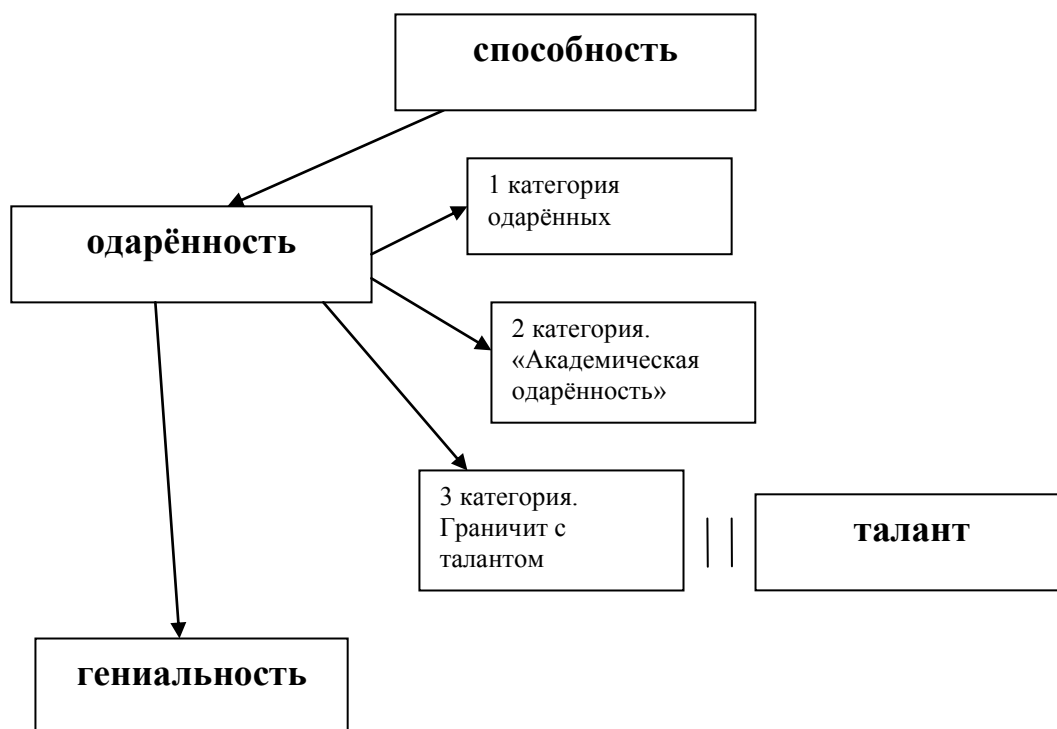 способность
1 категория
одарённых
одарённость
2 категория.
«Академическая
одарённость»
3 категория.
Граничит с
талантом
талант
гениальность